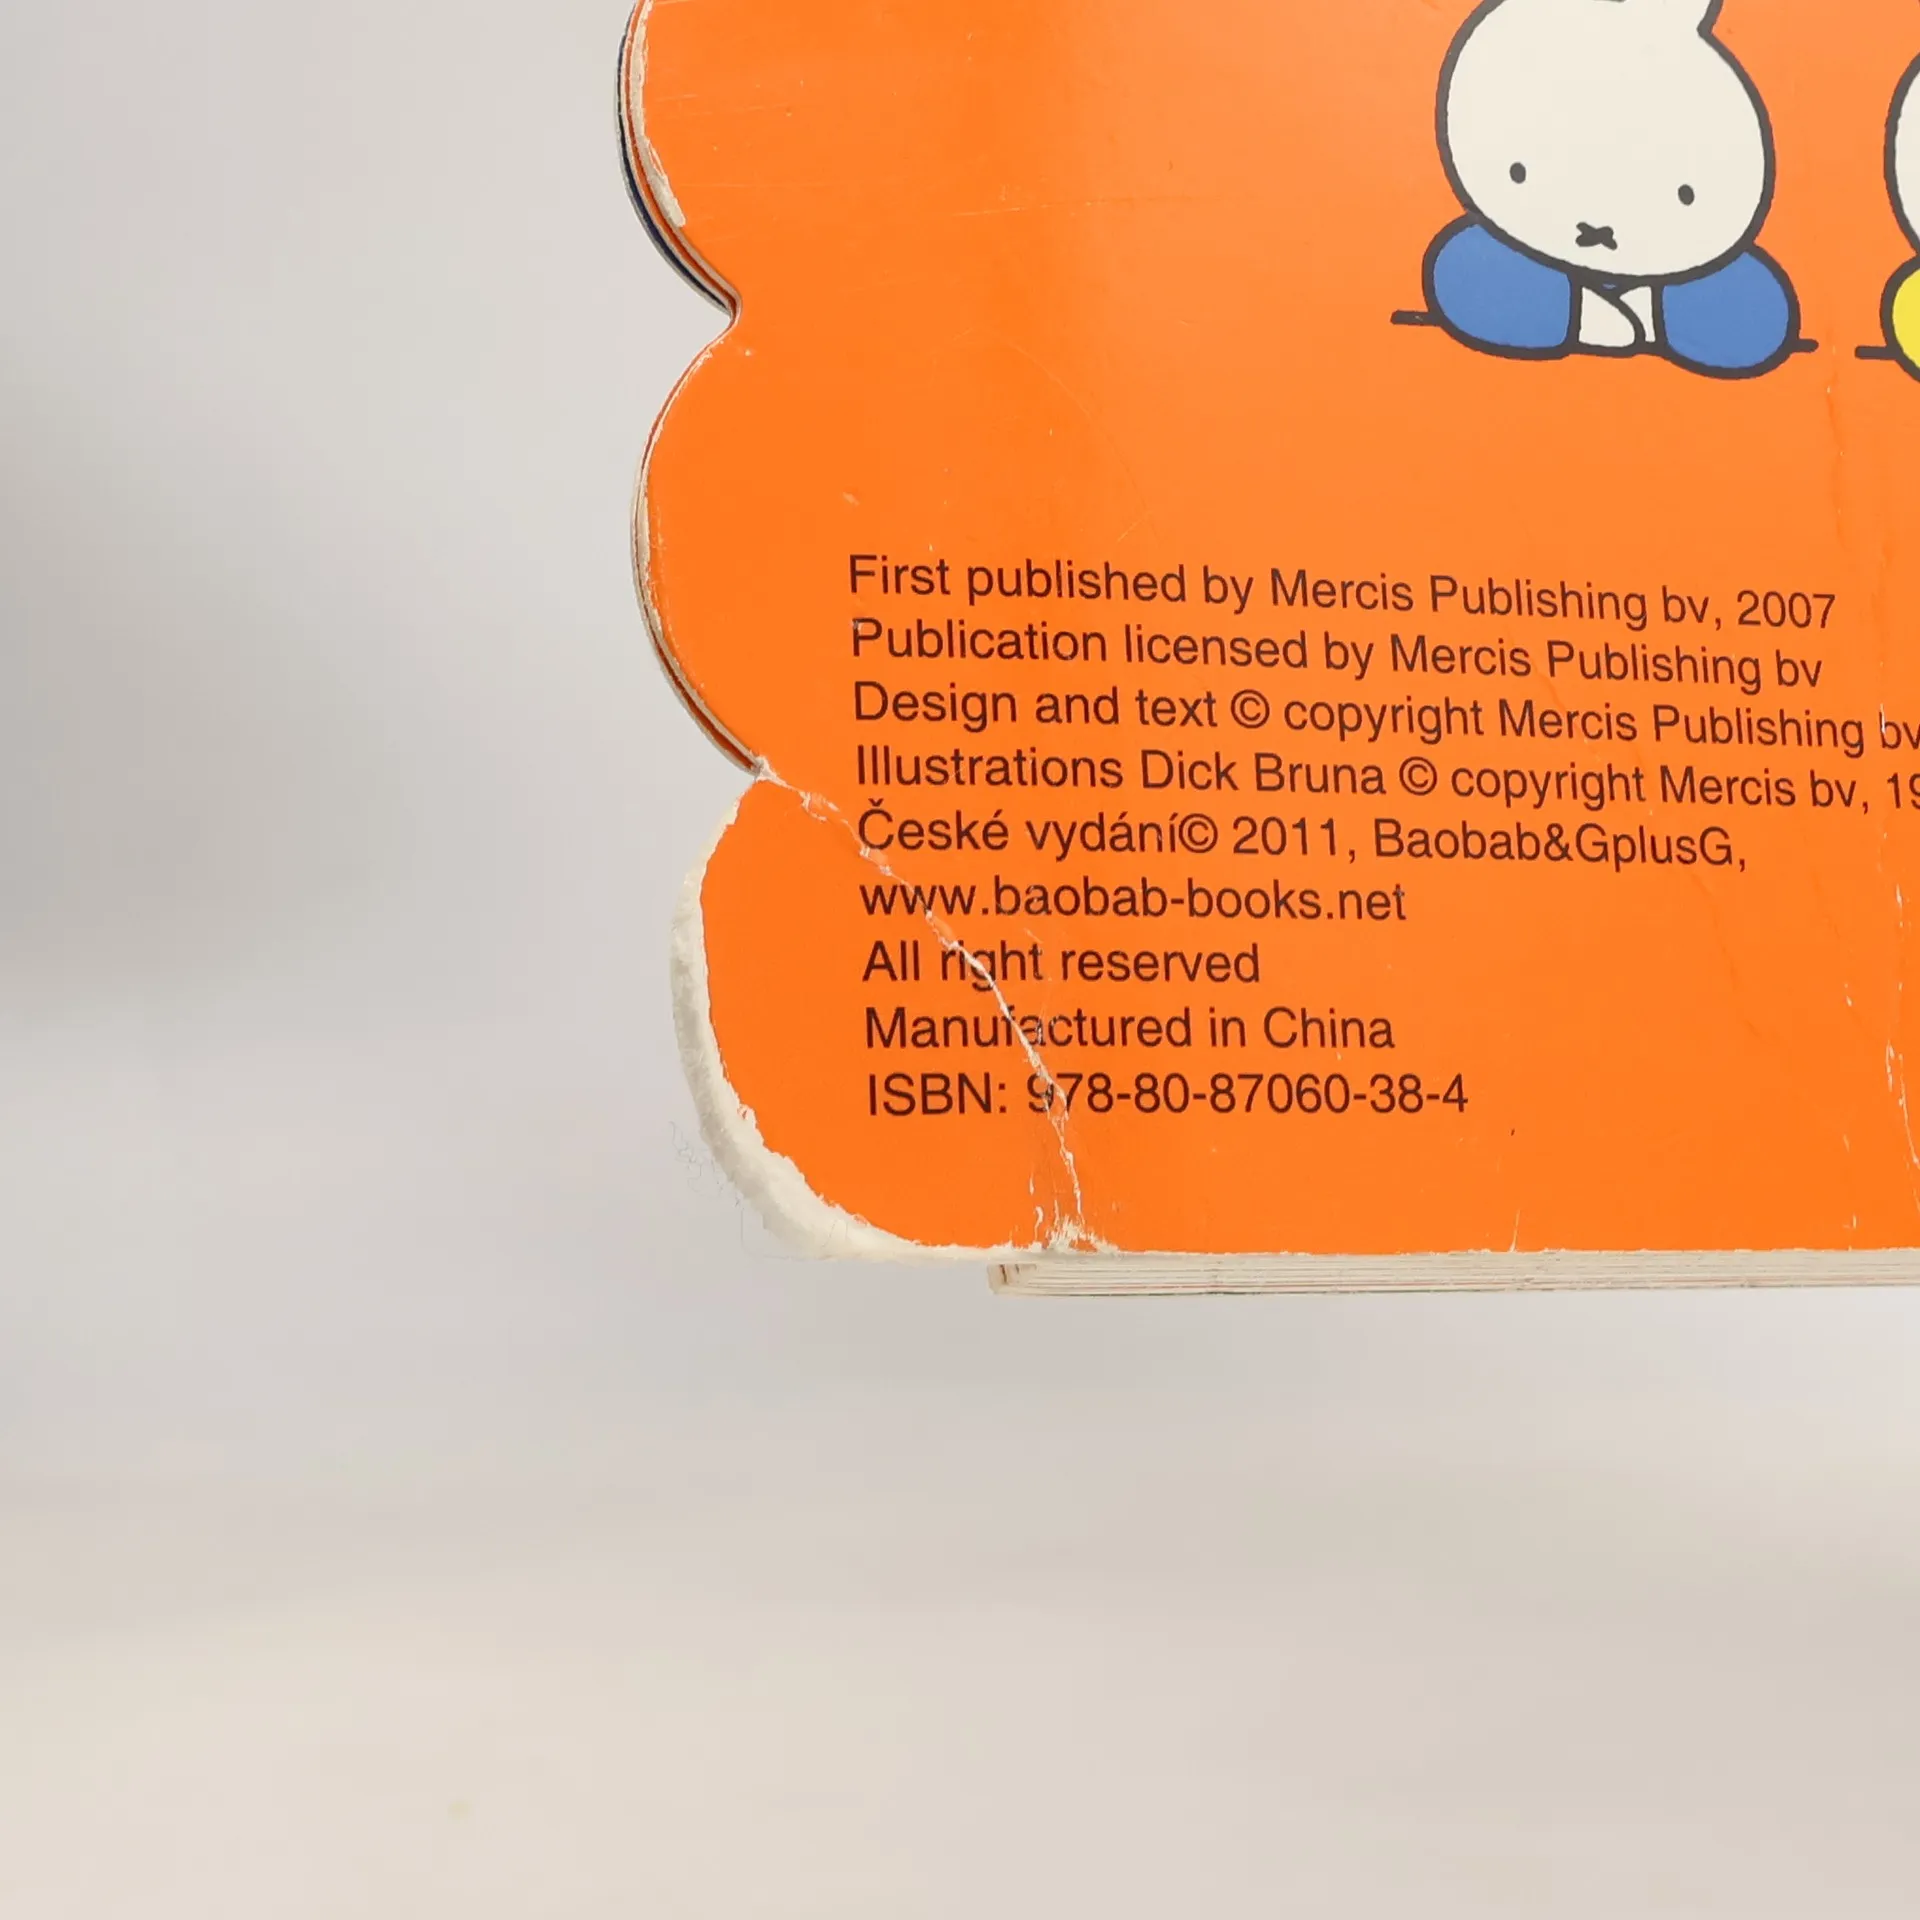 First published by Mercis Publishing bv, 2007
Publication licensed by Mercis Publishing bv
Design and text © copyright Mercis Publishing bv
Illustrations Dick Bruna © copyright Mercis bv,
České vydání© 2011, Baobab&GplusG,
www.baobab-books.net
All right reserved
Manufactured in China
ISBN: 978-80-87060-38-4